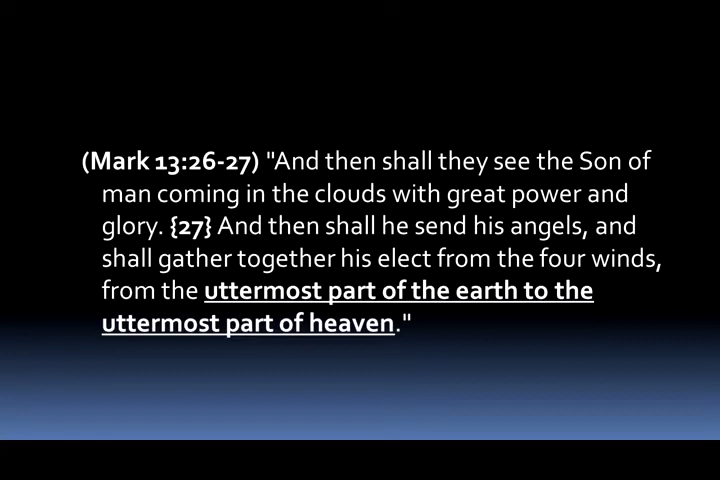 (Mark 13:26-27) "And then shall they see the Son of
man coming in the clouds with great power and
glory. {27} And then shall he send his angels, and
shall gather together his elect from the four winds,
from the uttermost part of the earth to the
uttermost part of heaven."